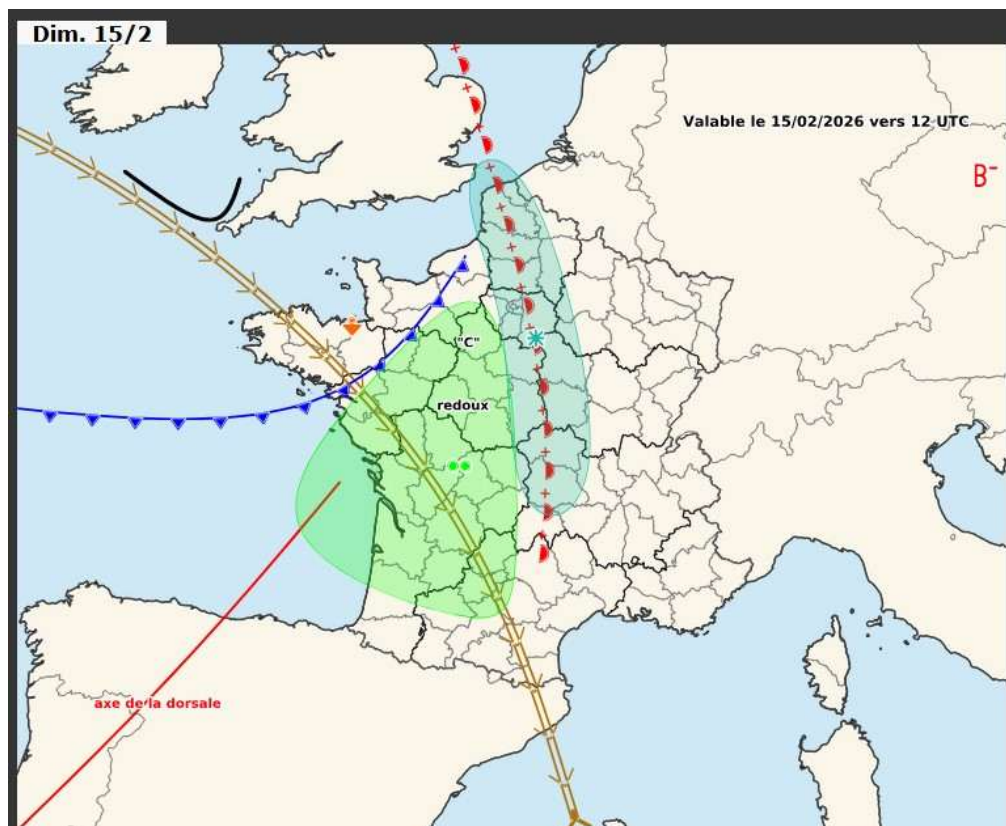 Dim. 15/2
Valable le 15/02/2026 vers 12 UTC
B-
"C"
redoux
axe de la dorsale